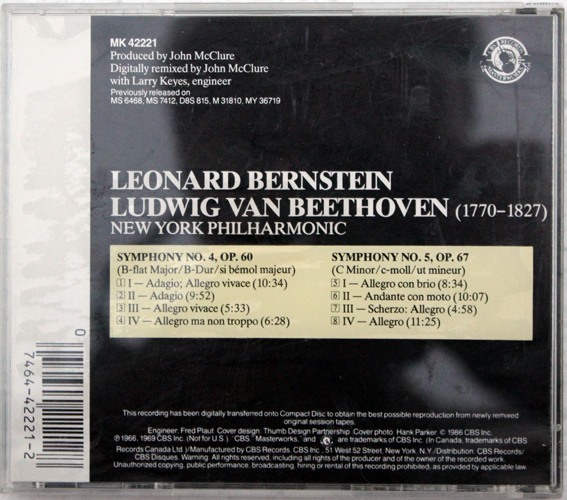 MK 42221
Produced by John McClure
Digitally remixed by John McClure
with Larry Keyes, engineer
Previously released on
MS 6468, MS 7412, D8S 815, M 31810, MY 36719
CBS RECORDS
MASTERWORKS
LEONARD BERNSTEIN
LUDWIG VAN BEETHOVEN (1770–1827)
NEW YORK PHILHARMONIC
SYMPHONY NO. 4, OP. 60
(B-flat Major/B-Dur/si bémol majeur)
1 I — Adagio; Allegro vivace (10:34)
2 II — Adagio (9:52)
3 III — Allegro vivace (5:33)
4 IV — Allegro ma non troppo (6:28)
SYMPHONY NO. 5, OP. 67
(C Minor/c-moll/ut mineur)
5 I — Allegro con brio (8:34)
6 II — Andante con moto (10:07)
7 III — Scherzo: Allegro (4:58)
8 IV — Allegro (11:25)
0
7464-42221-2
This recording has been digitally transferred onto Compact Disc to obtain the best possible reproduction from newly remixed
original session tapes.
Engineer: Fred Plaut. Cover design: Thumb Design Partnership. Cover photo: Hank Parker. © 1986 CBS Inc.
℗ 1966, 1969 CBS Inc. (Not for U.S.). "CBS," "Masterworks," and are trademarks of CBS Inc. (In Canada, trademarks of CBS
Records Canada Ltd.)/Manufactured by CBS Records. CBS Inc., 51 West 52 Street, New York, N.Y./Distribution: CBS Records/
CBS Disques. Warning: All rights reserved, including all rights of the producer and of the owner of the recorded work.
Unauthorized copying, public performance, broadcasting, hiring or rental of this recording prohibited, as provided by applicable law.